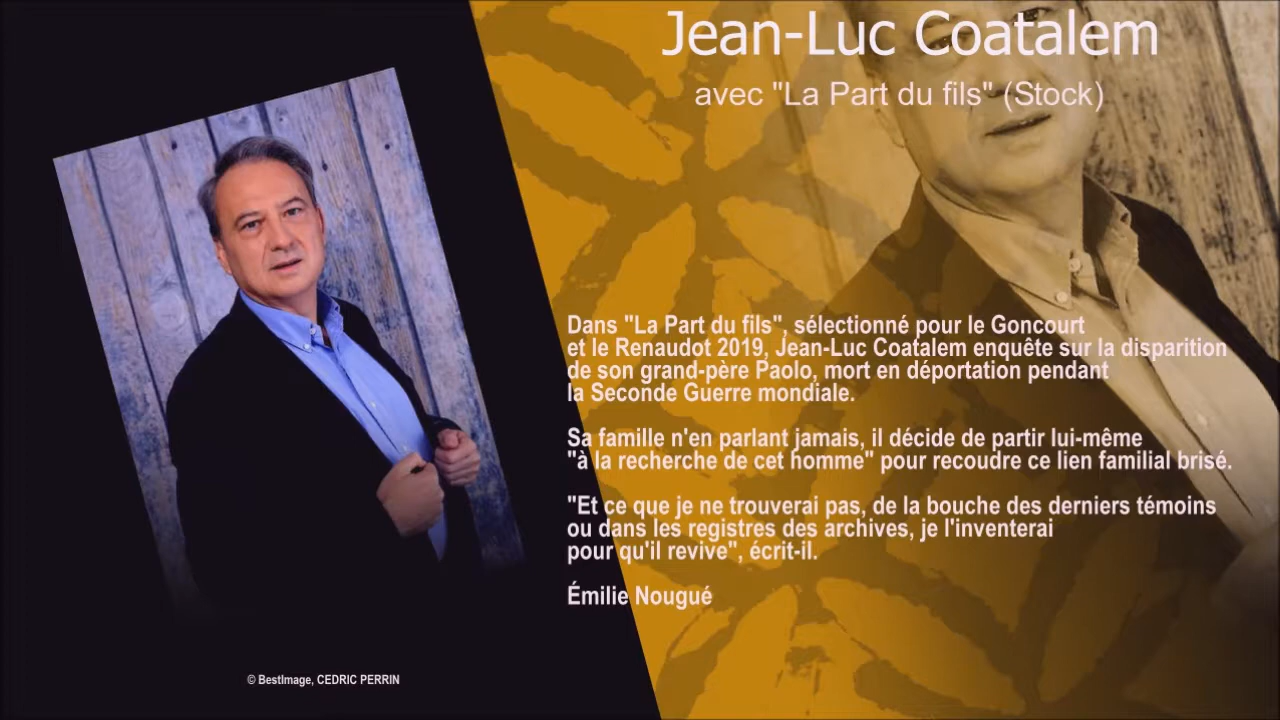 Jean-Luc Coatalem
avec "La Part du fils" (Stock)
Dans "La Part du fils", sélectionné pour le Goncourt
et le Renaudot 2019, Jean-Luc Coatalem enquête sur la disparition
de son grand-père Paolo, mort en déportation pendant
la Seconde Guerre mondiale.
Sa famille n'en parlant jamais, il décide de partir lui-même
"à la recherche de cet homme" pour recoudre ce lien familial brisé.
"Et ce que je ne trouverai pas, de la bouche des derniers témoins
ou dans les registres des archives, je l'inventerai
pour qu'il revive", écrit-il.
Émilie Nougué
© BestImage, CEDRIC PERRIN